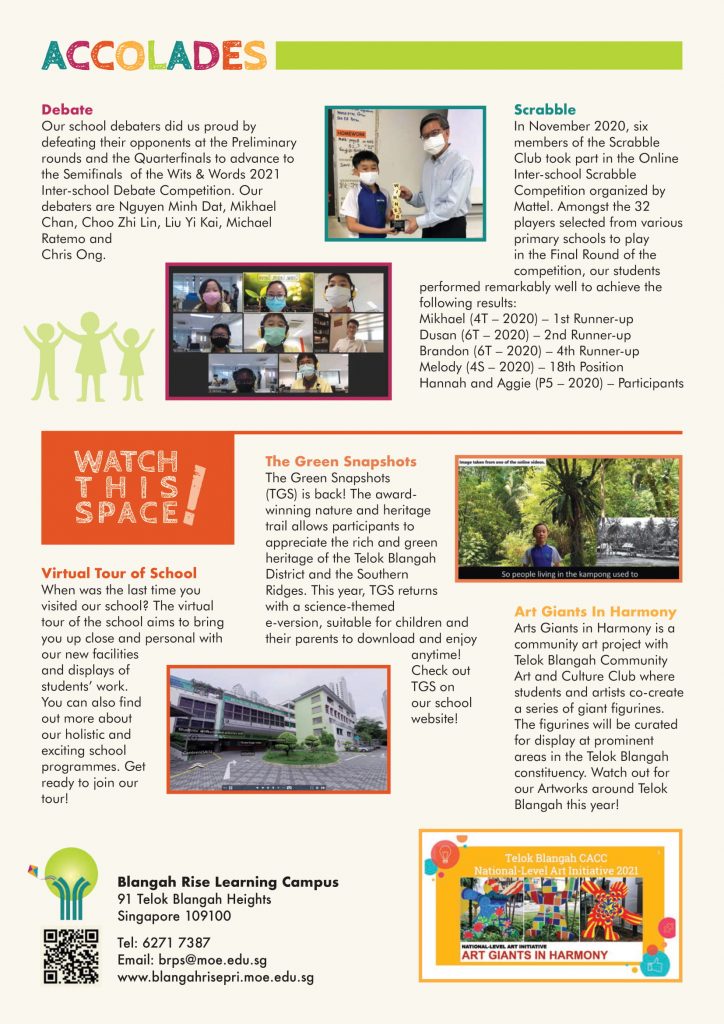 ACCOLADES
Debate
Our school debaters did us proud by
defeating their opponents at the Preliminary
rounds and the Quarterfinals to advance to
the Semifinals of the Wits & Words 2021
Inter-school Debate Competition. Our
debaters are Nguyen Minh Dat, Mikhael
Chan, Choo Zhi Lin, Liu Yi Kai, Michael
Ratemo and
Chris Ong.
HOMEWORK
Scrabble
In November 2020, six
members of the Scrabble
Club took part in the Online
Inter-school Scrabble
Competition organized by
Mattel. Amongst the 32
players selected from various
primary schools to play
in the Final Round of the
competition, our students
performed remarkably well to achieve the
following results:
Mikhael (4T – 2020) – 1st Runner-up
Dusan (6T – 2020) – 2nd Runner-up
Brandon (6T – 2020) – 4th Runner-up
Melody (4S – 2020) – 18th Position
Hannah and Aggie (P5 – 2020) – Participants
WATCH
THIS
SPACE!
Virtual Tour of School
When was the last time you
visited our school? The virtual
tour of the school aims to bring
you up close and personal with
our new facilities
and displays of
students’ work.
You can also find
out more about
our holistic and
exciting school
programmes. Get
ready to join our
tour!
The Green Snapshots
The Green Snapshots
(TGS) is back! The award-
winning nature and heritage
trail allows participants to
appreciate the rich and green
heritage of the Telok Blangah
District and the Southern
Ridges. This year, TGS returns
with a science-themed
e-version, suitable for children and
their parents to download and enjoy
anytime!
Check out
TGS on
our school
website!
Image taken from one of the online videos.
So people living in the kampong used to
Art Giants In Harmony
Arts Giants in Harmony is a
community art project with
Telok Blangah Community
Art and Culture Club where
students and artists co-create
a series of giant figurines.
The figurines will be curated
for display at prominent
areas in the Telok Blangah
constituency. Watch out for
our Artworks around Telok
Blangah this year!
Telok Blangah CACC
National-Level Art Initiative 2021
NATIONAL-LEVEL ART INITIATIVE
ART GIANTS IN HARMONY
Blangah Rise Learning Campus
91 Telok Blangah Heights
Singapore 109100
Tel: 6271 7387
Email: brps@moe.edu.sg
www.blangahrisepri.moe.edu.sg